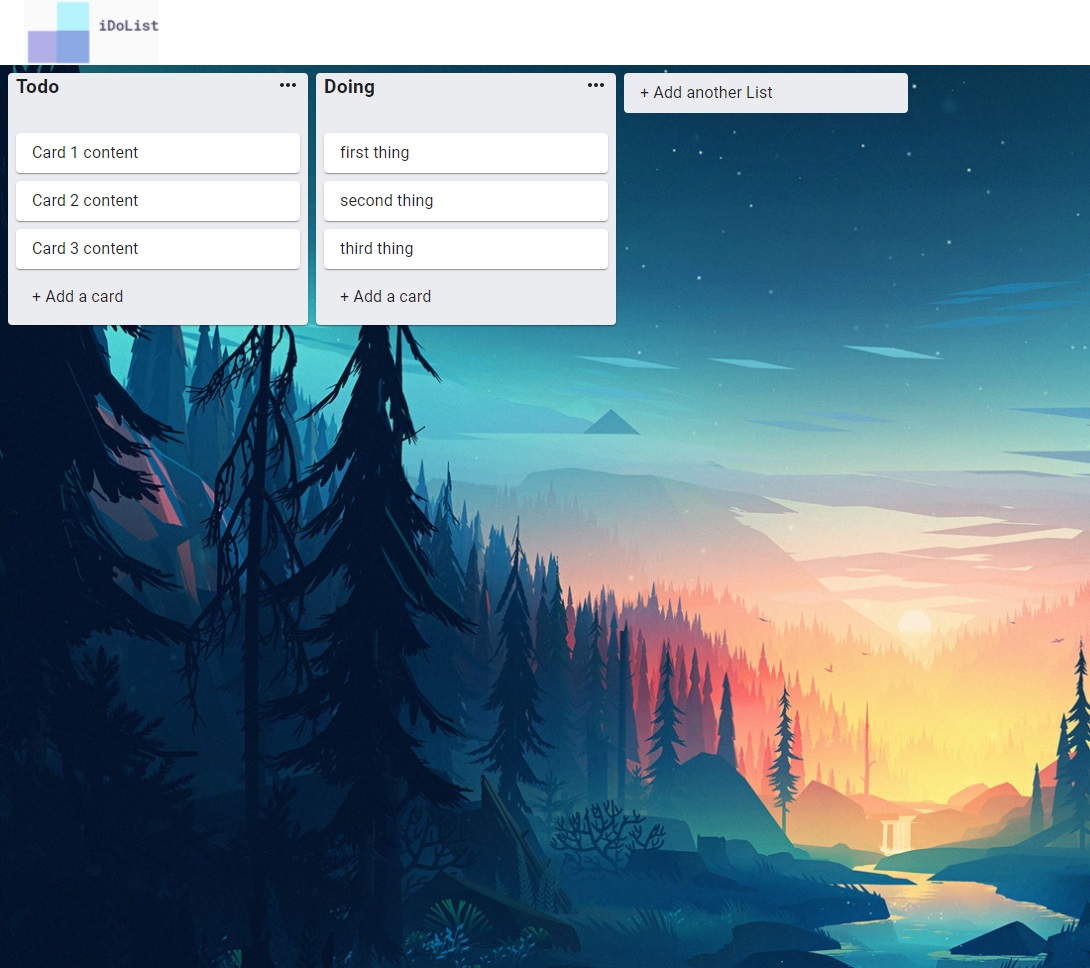 iDoList
Todo
Card 1 content
Card 2 content
Card 3 content
+ Add a card
Doing
first thing
second thing
third thing
+ Add a card
+ Add another List